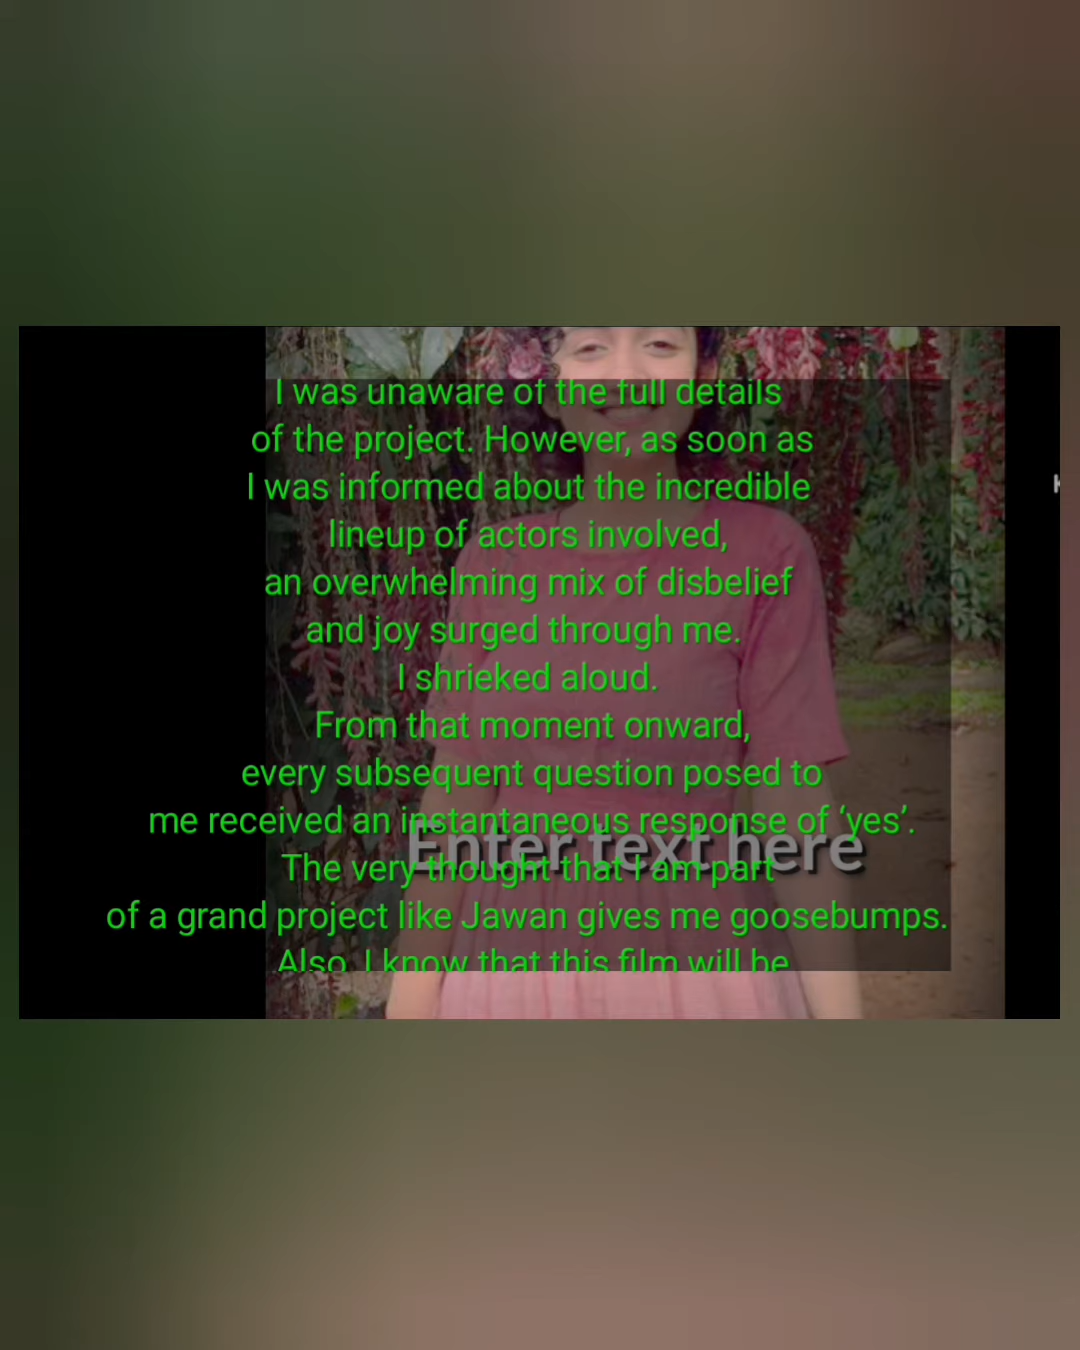 I was unaware of the full details
of the project. However, as soon as
I was informed about the incredible
lineup of actors involved,
an overwhelming mix of disbelief
and joy surged through me.
I shrieked aloud.
From that moment onward,
every subsequent question posed to
me received an instantaneous response of ‘yes’.
Enter text here
The very thought that I am part
of a grand project like Jawan gives me goosebumps.
Also, I know that this film will be